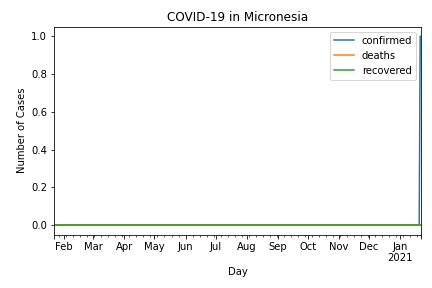 COVID-19 in Micronesia
confirmed
deaths
recovered
1.0
0.8
0.6
0.4
0.2
0.0
Number of Cases
Feb Mar Apr May Jun Jul Aug Sep Oct Nov Dec Jan
2021
Day